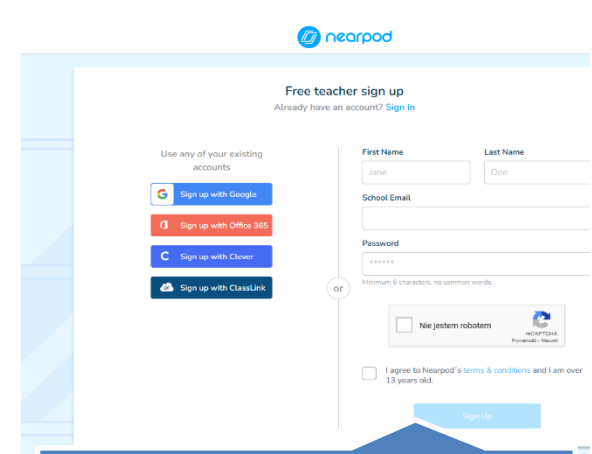 nearpod
Free teacher sign up
Already have an account? Sign In
Use any of your existing
accounts
Sign up with Google
Sign up with Office 365
Sign up with Clever
Sign up with ClassLink
or
First Name
Last Name
Jane
Doe
School Email
Password
******
Minimum 6 characters, no common words.
Nie jestem robotem
reCAPTCHA
Prywatność - Warunki
I agree to Nearpod´s terms & conditions and I am over
13 years old.
Sign Up